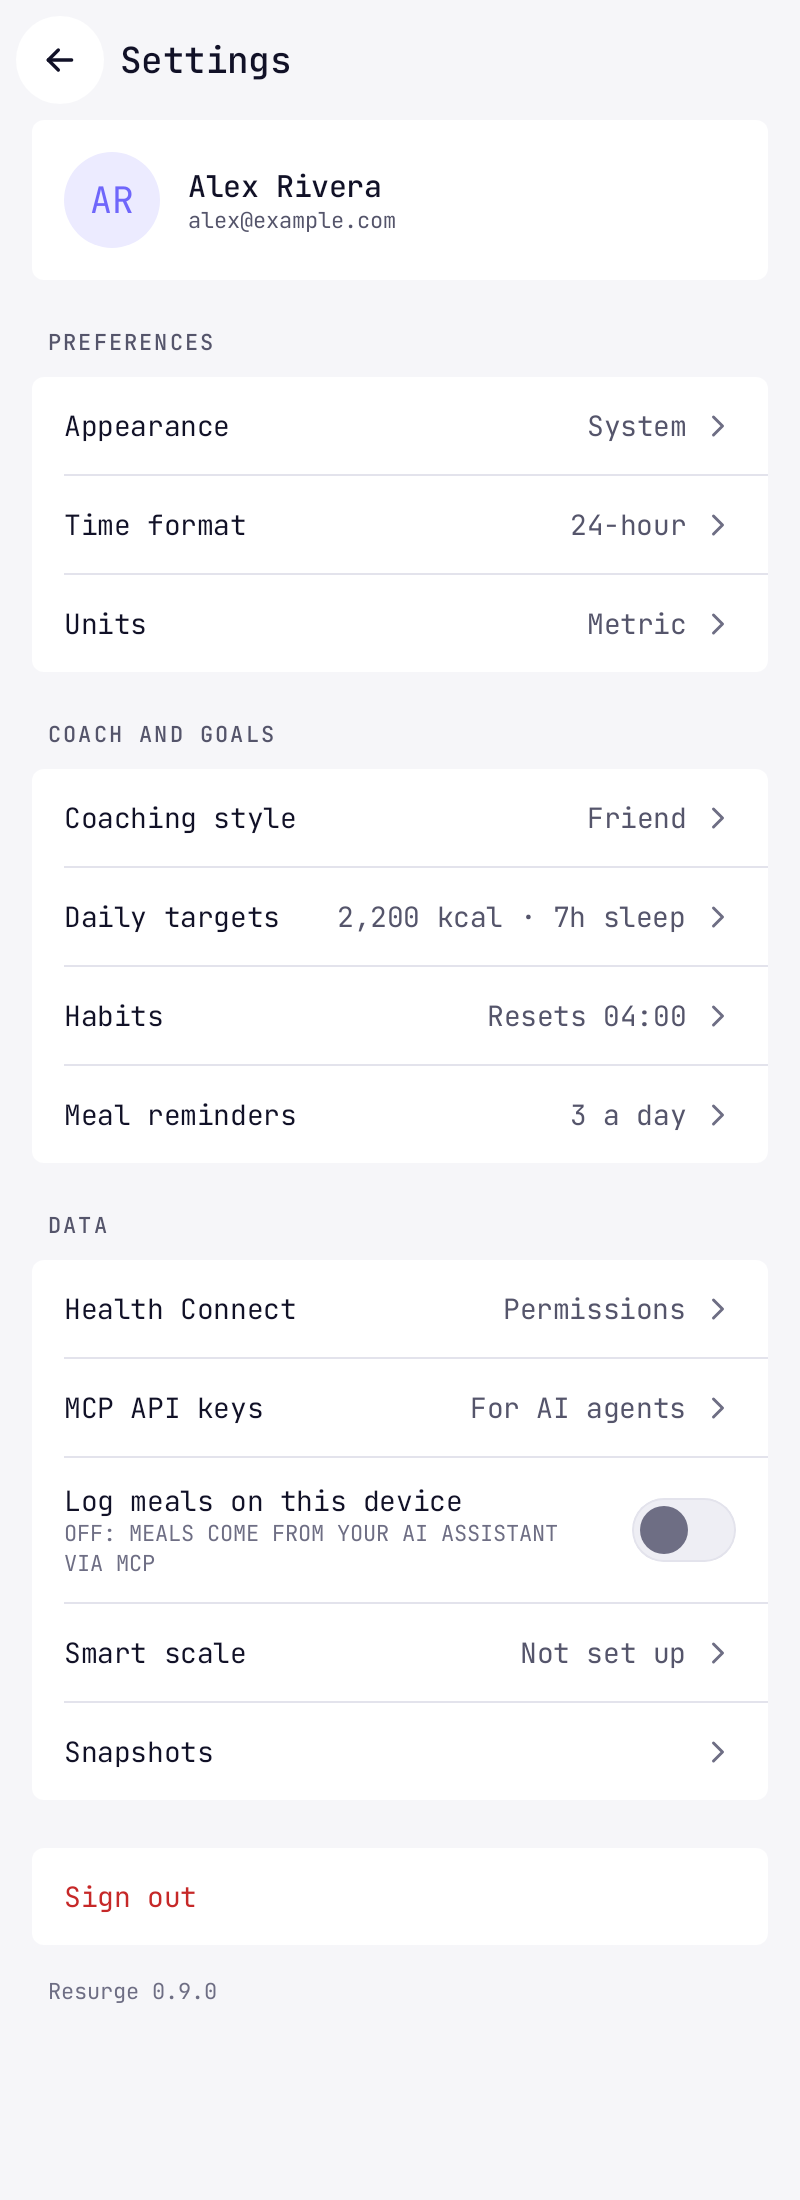 Settings
AR
Alex Rivera
alex@example.com
PREFERENCES
Appearance System
Time format 24-hour
Units Metric
COACH AND GOALS
Coaching style Friend
Daily targets 2,200 kcal · 7h sleep
Habits Resets 04:00
Meal reminders 3 a day
DATA
Health Connect Permissions
MCP API keys For AI agents
Log meals on this device
OFF: MEALS COME FROM YOUR AI ASSISTANT
VIA MCP
Smart scale Not set up
Snapshots
Sign out
Resurge 0.9.0